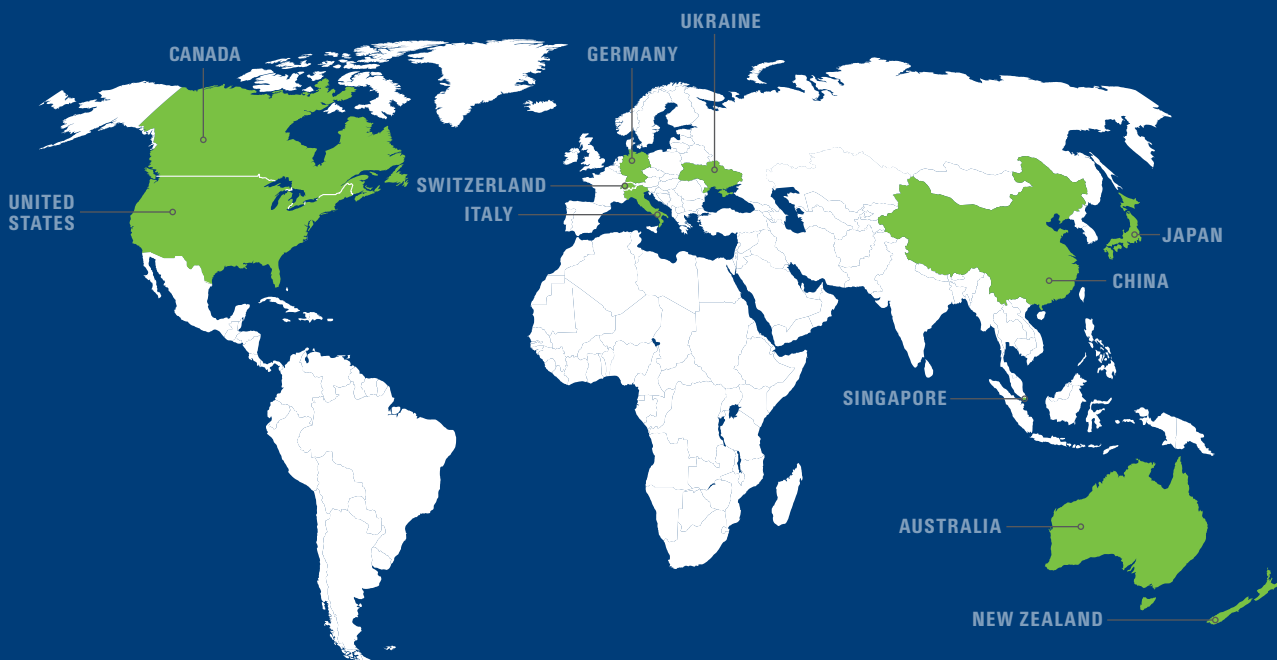 UKRAINE
CANADA
GERMANY
SWITZERLAND
UNITED
STATES
ITALY
JAPAN
CHINA
SINGAPORE
AUSTRALIA
NEW ZEALAND